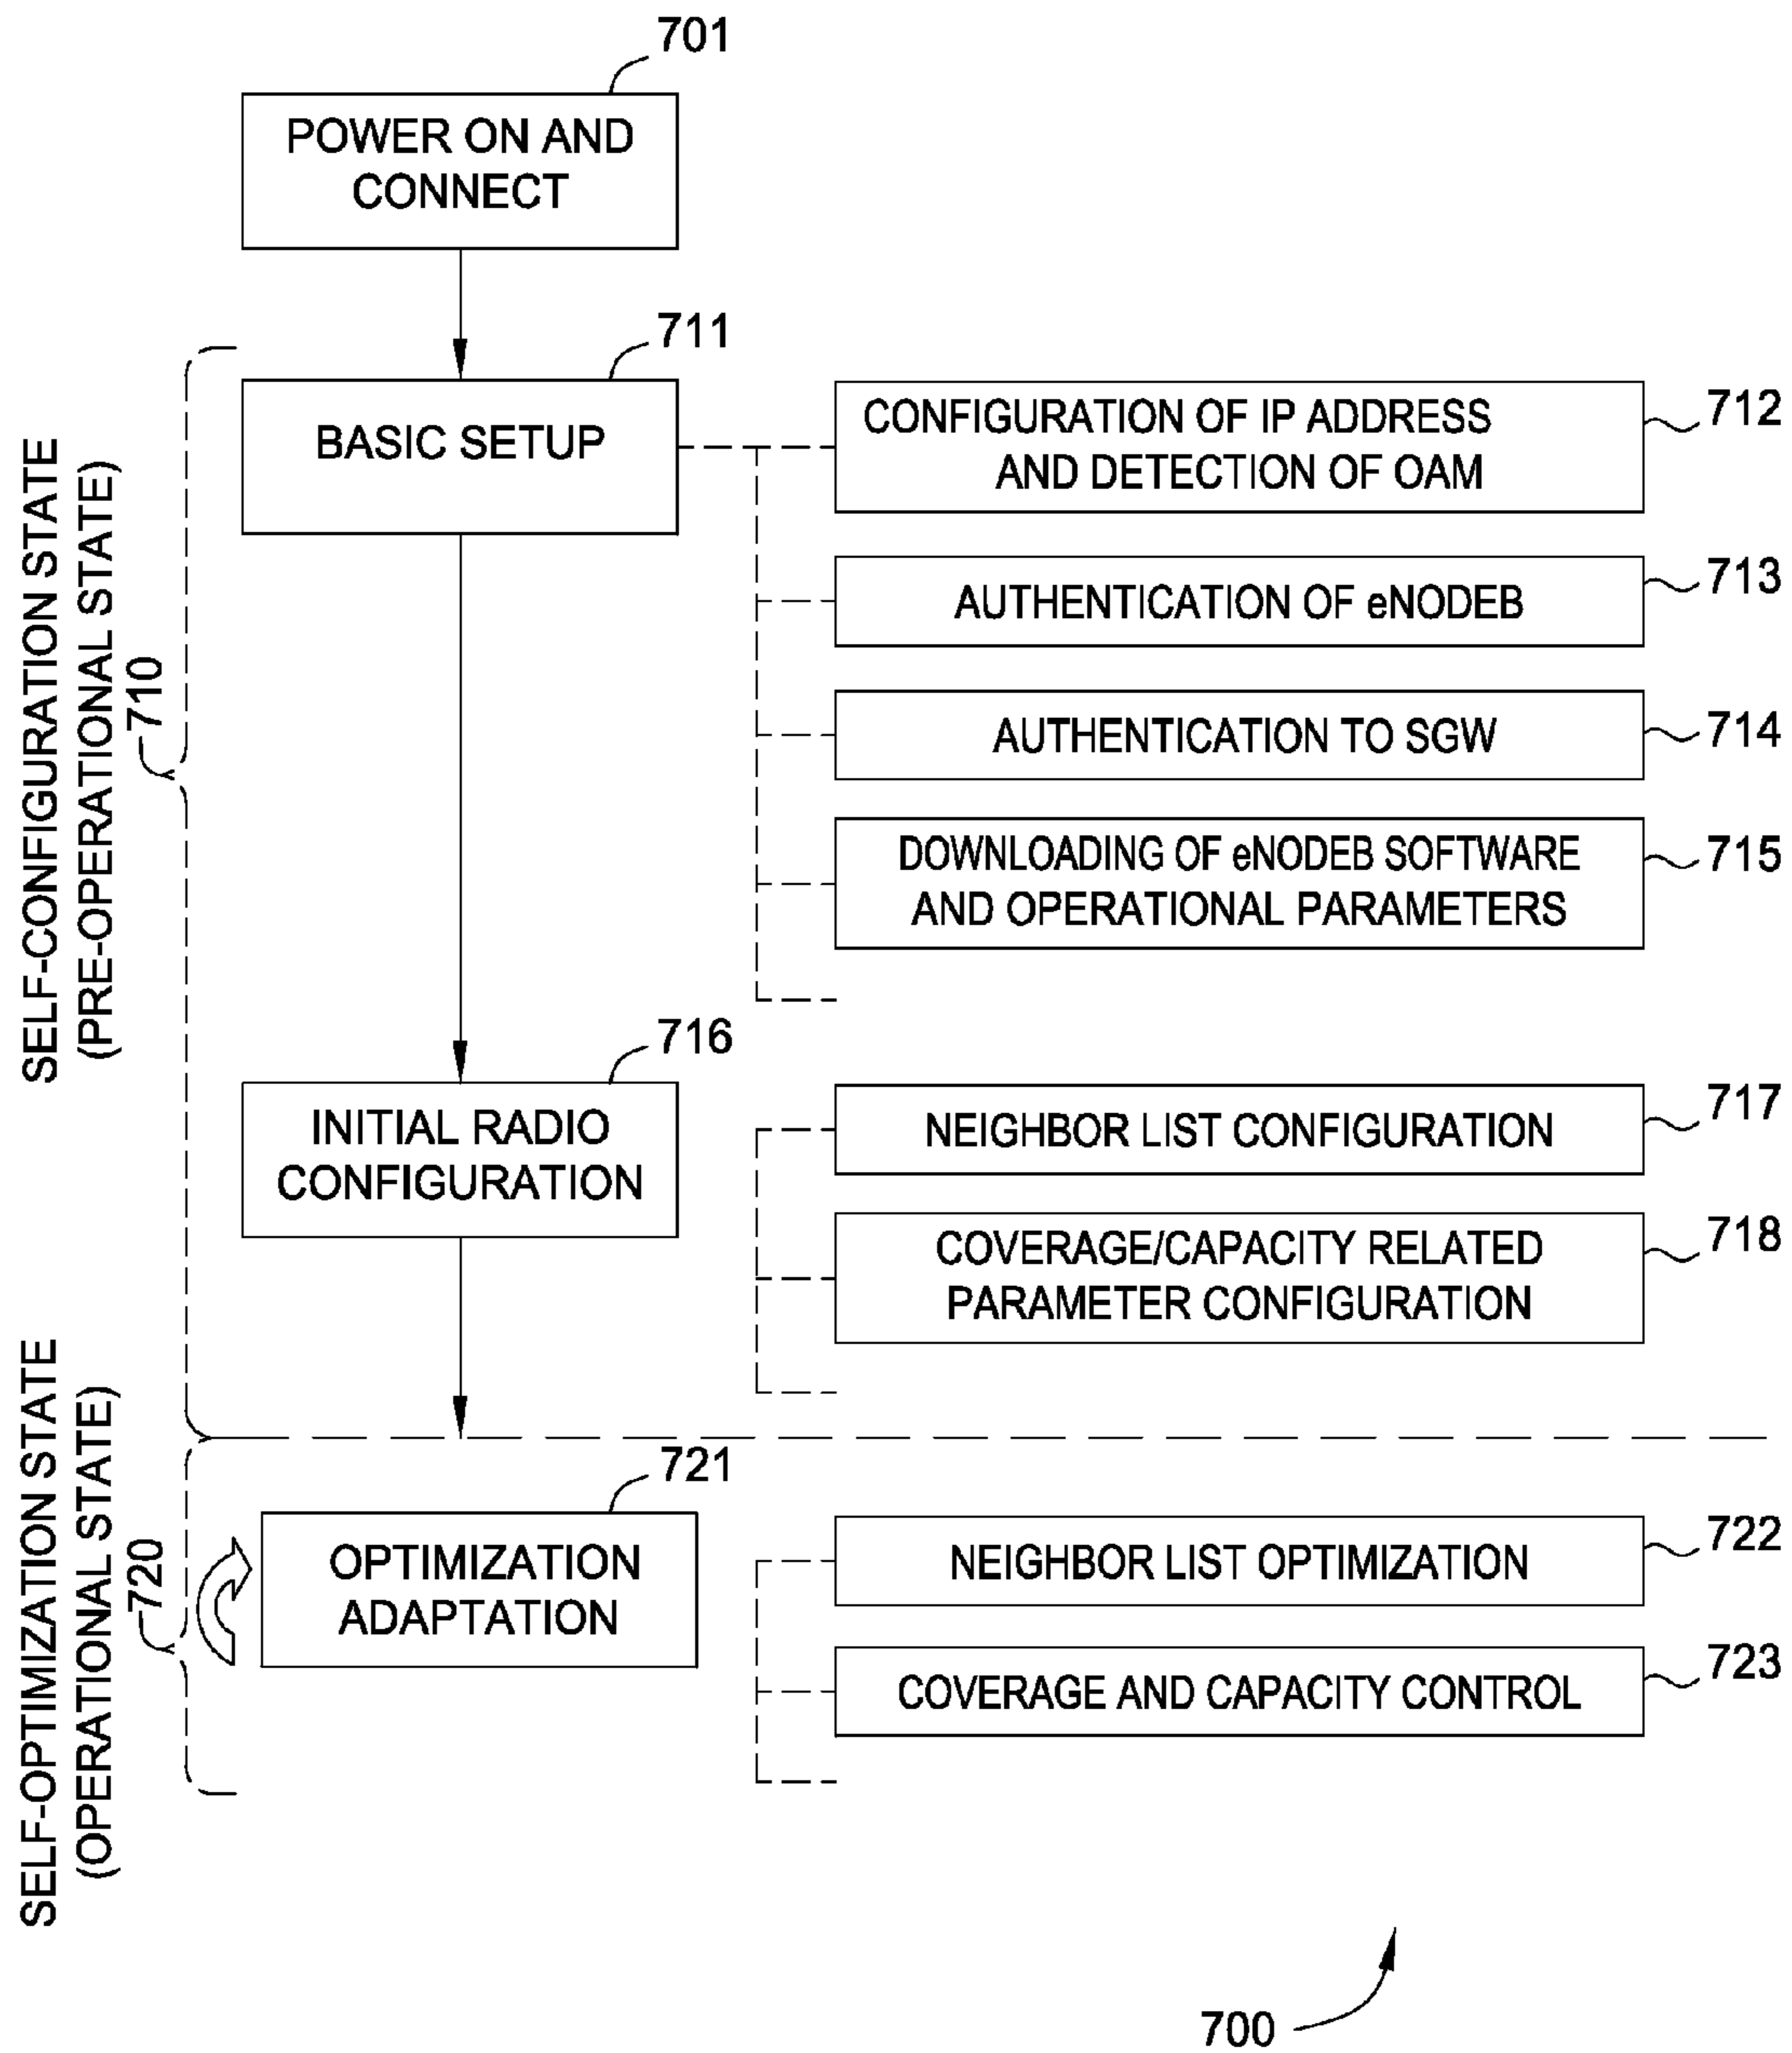 701
POWER ON AND
CONNECT
SELF-CONFIGURATION STATE
(PRE-OPERATIONAL STATE)
710
711
BASIC SETUP
CONFIGURATION OF IP ADDRESS
AND DETECTION OF OAM
712
AUTHENTICATION OF eNODEB
713
AUTHENTICATION TO SGW
714
DOWNLOADING OF eNODEB SOFTWARE
AND OPERATIONAL PARAMETERS
715
716
INITIAL RADIO
CONFIGURATION
NEIGHBOR LIST CONFIGURATION
717
COVERAGE/CAPACITY RELATED
PARAMETER CONFIGURATION
718
SELF-OPTIMIZATION STATE
(OPERATIONAL STATE)
720
721
OPTIMIZATION
ADAPTATION
NEIGHBOR LIST OPTIMIZATION
722
COVERAGE AND CAPACITY CONTROL
723
700